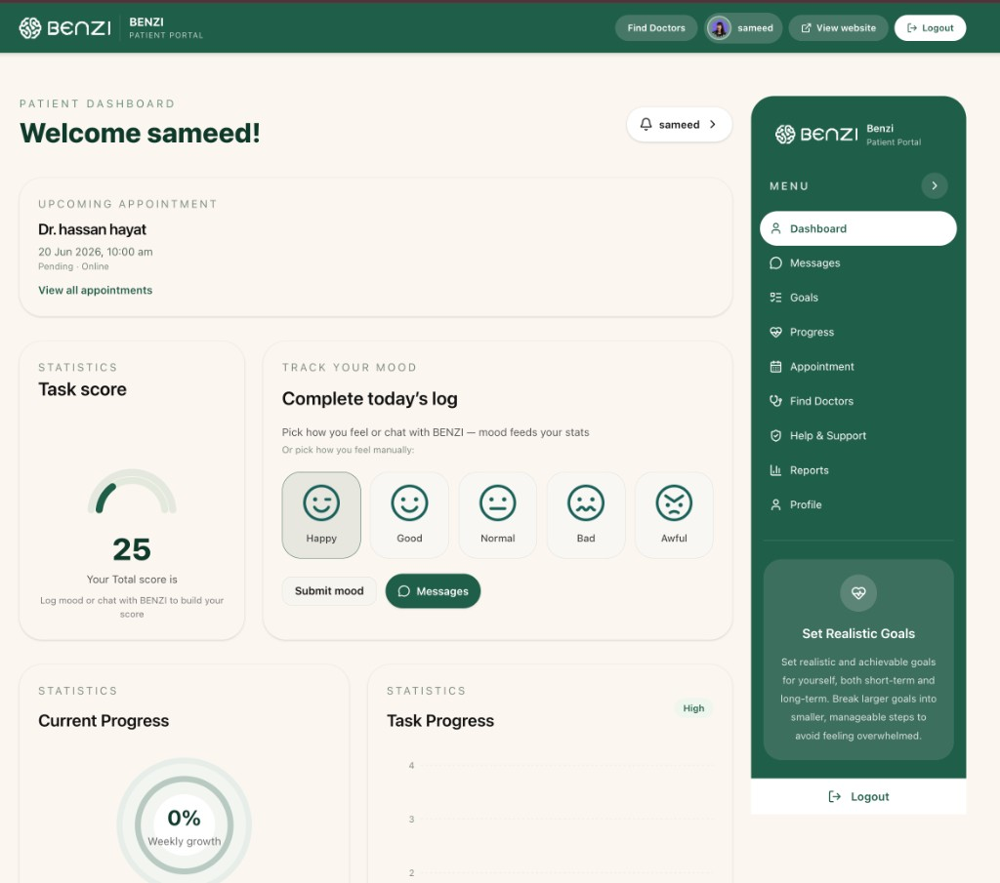 BENZI
BENZI
PATIENT PORTAL
Find Doctors
sameed
View website
Logout
PATIENT DASHBOARD
Welcome sameed!
sameed
UPCOMING APPOINTMENT
Dr. hassan hayat
20 Jun 2026, 10:00 am
Pending · Online
View all appointments
STATISTICS
Task score
25
Your Total score is
Log mood or chat with BENZI to build your
score
TRACK YOUR MOOD
Complete today’s log
Pick how you feel or chat with BENZI — mood feeds your stats
Or pick how you feel manually:
Happy
Good
Normal
Bad
Awful
Submit mood
Messages
STATISTICS
Current Progress
0%
Weekly growth
STATISTICS
Task Progress
High
4
3
2
BENZI
Benzi
Patient Portal
MENU
Dashboard
Messages
Goals
Progress
Appointment
Find Doctors
Help & Support
Reports
Profile
Set Realistic Goals
Set realistic and achievable goals
for yourself, both short-term and
long-term. Break larger goals into
smaller, manageable steps to
avoid feeling overwhelmed.
Logout